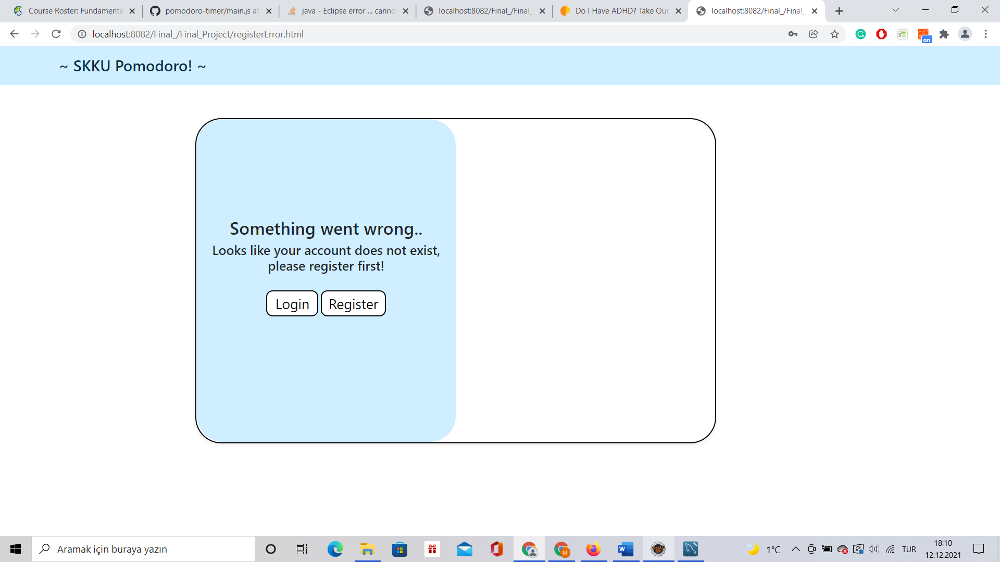 Course Roster: Fundamenta
pomodoro-timer/main.js at
java - Eclipse error ... canno
localhost:8082/Final_/Final_
Do I Have ADHD? Take Our
localhost:8082/Final_/Final_
localhost:8082/Final_/Final_Project/registerError.html
on
~ SKKU Pomodoro! ~
Something went wrong..
Looks like your account does not exist,
please register first!
Login
Register
Aramak için buraya yazın
1°C
TUR
18:10
12.12.2021